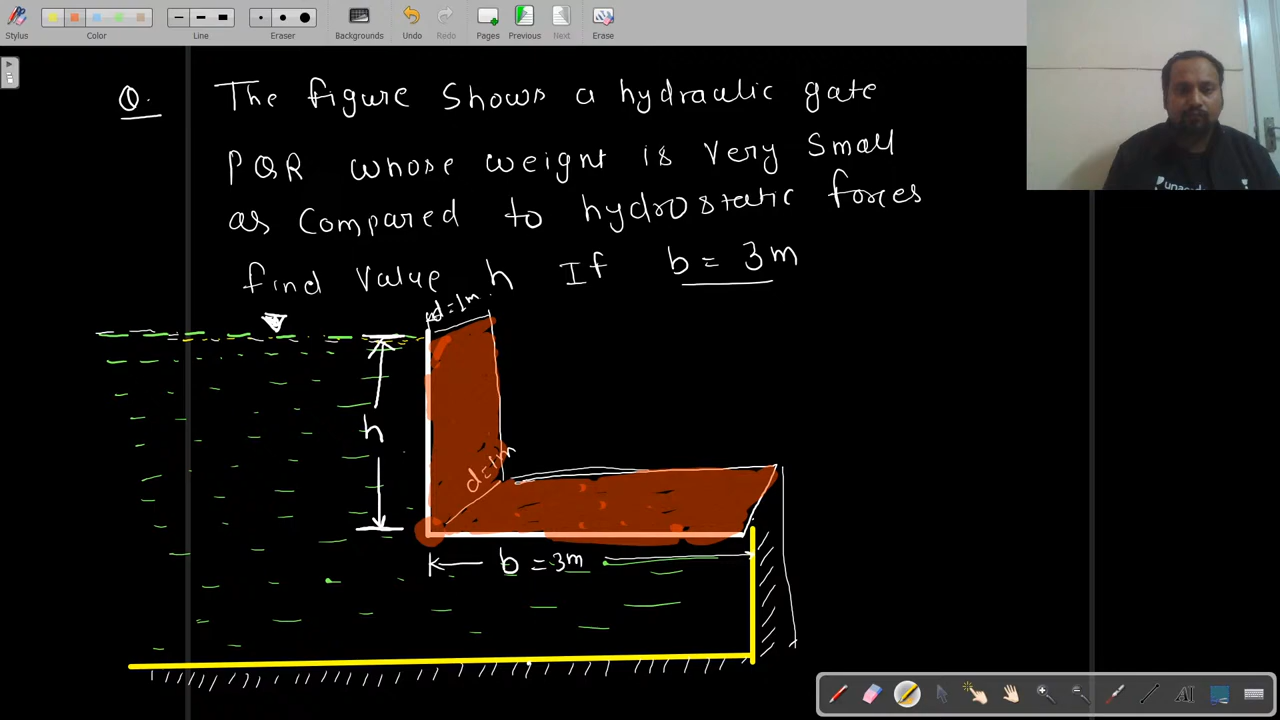 Stylus
Color
Line
Eraser
Backgrounds
Undo
Redo
Pages
Previous
Next
Erase
Q. The figure shows a hydraulic gate
PQR whose weight is very small
as compared to hydrostatic forces
find value h If b = 3m
d=1m
h
d=1m
b = 3m
AI